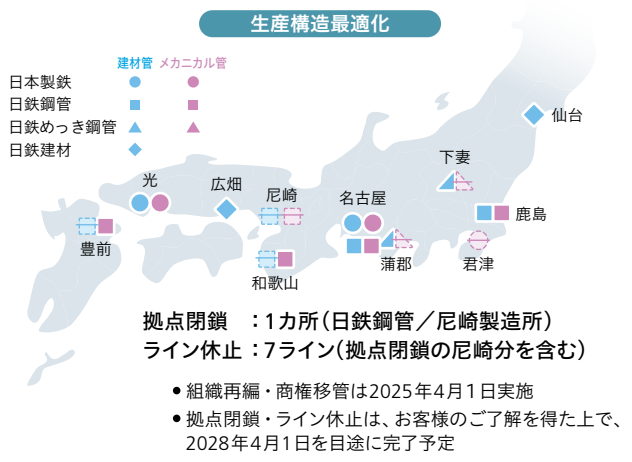 生産構造最適化
建材管 メカニカル管
日本製鉄
日鉄鋼管
日鉄めっき鋼管
日鉄建材
仙台
下妻
光
広畑
尼崎
名古屋
鹿島
豊前
和歌山
蒲郡
君津
拠点閉鎖 :1カ所(日鉄鋼管/尼崎製造所)
ライン休止:7ライン(拠点閉鎖の尼崎分を含む)
●組織再編・商権移管は2025年4月1日実施
●拠点閉鎖・ライン休止は、お客様のご了解を得た上で、
2028年4月1日を目途に完了予定